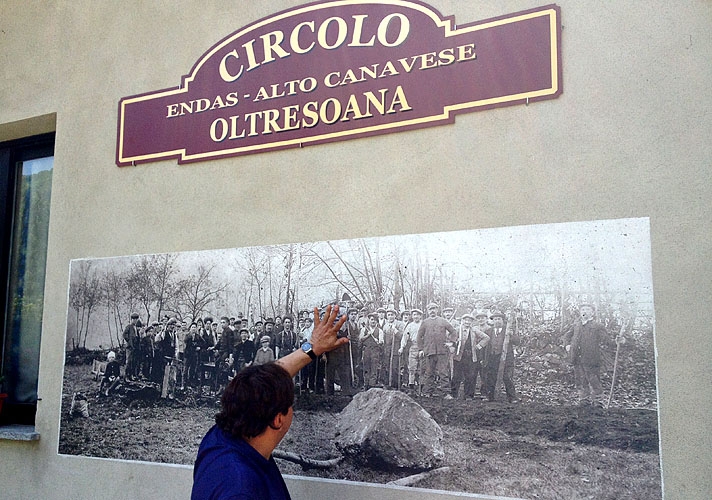 CIRCOLO
ENDAS - ALTO CANAVESE
OLTRESOANA